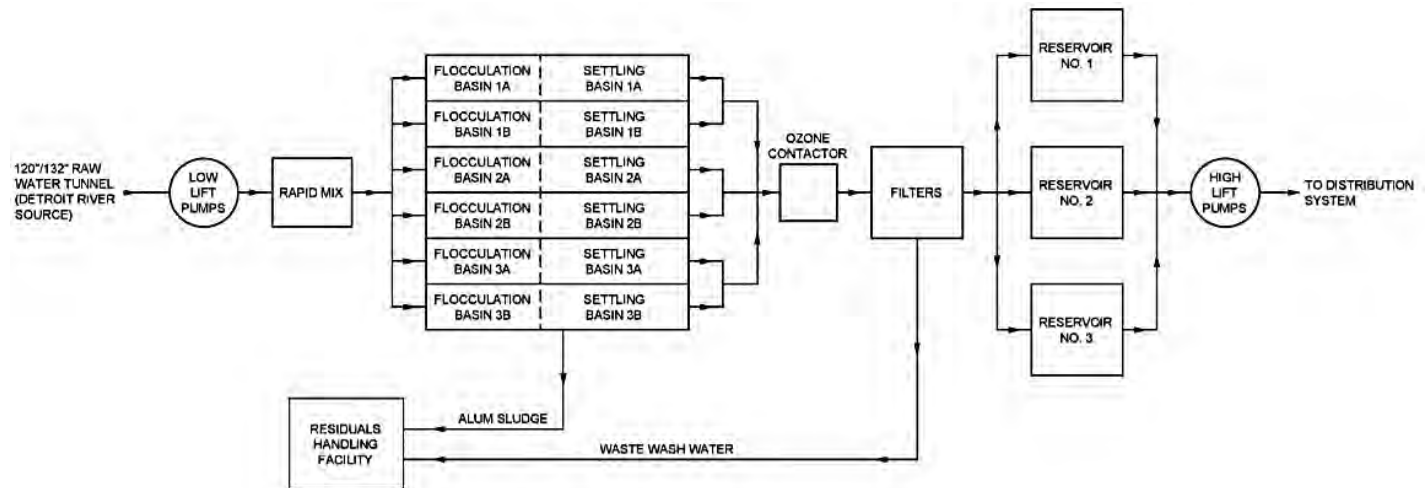 120"/132" RAW
WATER TUNNEL
(DETROIT RIVER
SOURCE)
LOW
LIFT
PUMPS
RAPID MIX
FLOCCULATION
BASIN 1A
SETTLING
BASIN 1A
FLOCCULATION
BASIN 1B
SETTLING
BASIN 1B
FLOCCULATION
BASIN 2A
SETTLING
BASIN 2A
FLOCCULATION
BASIN 2B
SETTLING
BASIN 2B
FLOCCULATION
BASIN 3A
SETTLING
BASIN 3A
FLOCCULATION
BASIN 3B
SETTLING
BASIN 3B
OZONE
CONTACTOR
FILTERS
RESERVOIR
NO. 1
RESERVOIR
NO. 2
RESERVOIR
NO. 3
HIGH
LIFT
PUMPS
TO DISTRIBUTION
SYSTEM
ALUM SLUDGE
WASTE WASH WATER
RESIDUALS
HANDLING
FACILITY